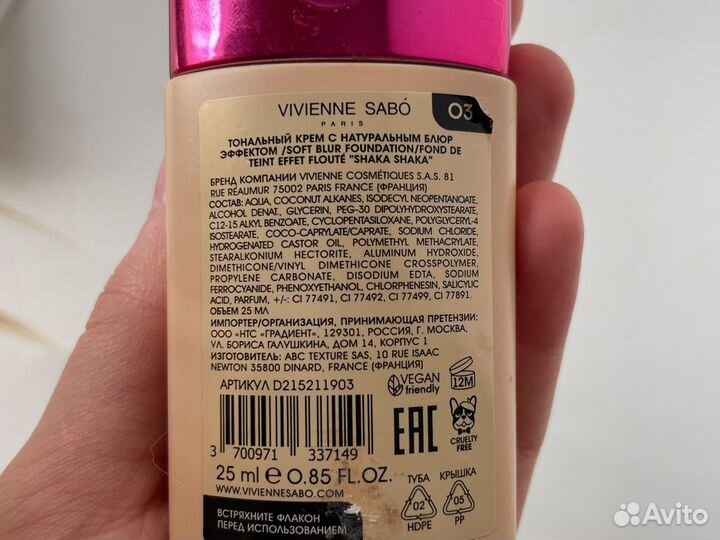 VIVIENNE SABÓ
PARIS
03
ТОНАЛЬНЫЙ КРЕМ С НАТУРАЛЬНЫМ БЛЮР
ЭФФЕКТОМ /SOFT BLUR FOUNDATION/FOND DE
TEINT EFFET FLOUTÉ "SHAKA SHAKA"
БРЕНД КОМПАНИИ VIVIENNE COSMÉTIQUES S.A.S. 81
RUE RÉAUMUR 75002 PARIS FRANCE (ФРАНЦИЯ)
СОСТАВ: AQUA, COCONUT ALKANES, ISODECYL NEOPENTANOATE,
ALCOHOL DENAT., GLYCERIN, PEG-30 DIPOLYHYDROXYSTEARATE,
C12-15 ALKYL BENZOATE, CYCLOPENTASILOXANE, POLYGLYCERYL-4
ISOSTEARATE, COCO-CAPRYLATE/CAPRATE, SODIUM CHLORIDE,
HYDROGENATED CASTOR OIL, POLYMETHYL METHACRYLATE,
STEARALKONIUM HECTORITE, ALUMINUM HYDROXIDE,
DIMETHICONE/VINYL DIMETHICONE CROSSPOLYMER,
PROPYLENE CARBONATE, DISODIUM EDTA, SODIUM
FERROCYANIDE, PHENOXYETHANOL, CHLORPHENESIN, SALICYLIC
ACID, PARFUM, +/-: CI 77491, CI 77492, CI 77499, CI 77891.
ОБЪЕМ 25 МЛ
ИМПОРТЕР/ОРГАНИЗАЦИЯ, ПРИНИМАЮЩАЯ ПРЕТЕНЗИИ:
ООО «НТС "ГРАДИЕНТ", 129301, РОССИЯ, Г. МОСКВА,
УЛ. БОРИСА ГАЛУШКИНА, ДОМ 14, КОРПУС 1
ИЗГОТОВИТЕЛЬ: ABC TEXTURE SAS, 10 RUE ISAAC
NEWTON 35800 DINARD, FRANCE (ФРАНЦИЯ)
АРТИКУЛ D215211903
VEGAN
friendly
12M
EAC
CRUELTY
FREE
3 700971 337149
25 ml e 0.85 FL.OZ.
WWW.VIVIENNESABO.COM
ТУБА
КРЫШКА
02
HDPE
05
PP
ВСТРЯХНИТЕ ФЛАКОН
ПЕРЕД ИСПОЛЬЗОВАНИЕМ
Avito